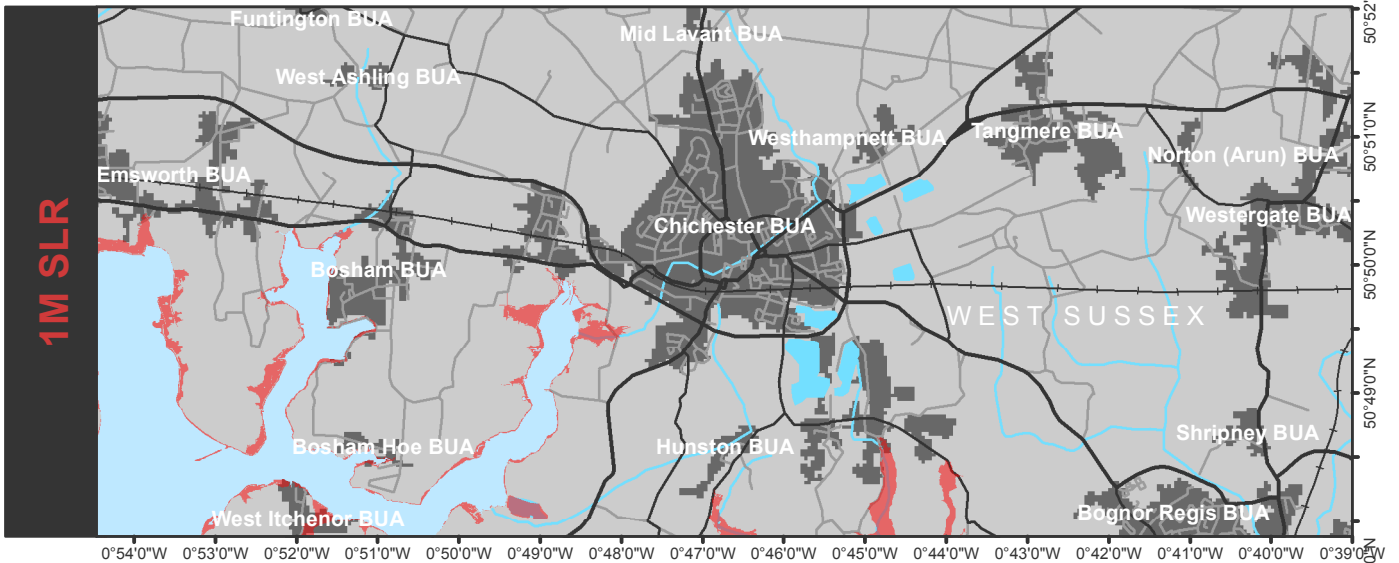 1M SLR
Funtington BUA
Mid Lavant BUA
West Ashling BUA
Westhampnett BUA
Tangmere BUA
Norton (Arun) BUA
Emsworth BUA
Westergate BUA
Chichester BUA
Bosham BUA
WEST SUSSEX
Bosham Hoe BUA
Hunston BUA
Shripney BUA
West Itchenor BUA
Bognor Regis BUA
50°52'
50°51'0"N
50°50'0"N
50°49'0"N
0°54'0"W
0°53'0"W
0°52'0"W
0°51'0"W
0°50'0"W
0°49'0"W
0°48'0"W
0°47'0"W
0°46'0"W
0°45'0"W
0°44'0"W
0°43'0"W
0°42'0"W
0°41'0"W
0°40'0"W
0°39'0"W